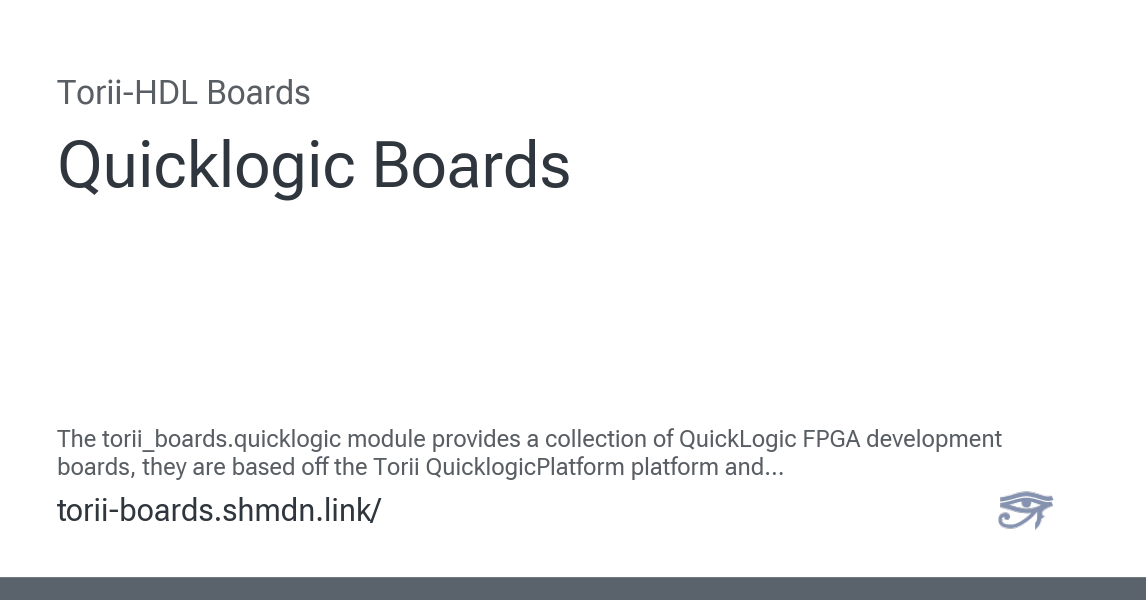 Torii-HDL Boards
Quicklogic Boards
The torii_boards.quicklogic module provides a collection of QuickLogic FPGA development
boards, they are based off the Torii QuicklogicPlatform platform and...
torii-boards.shmdn.link/